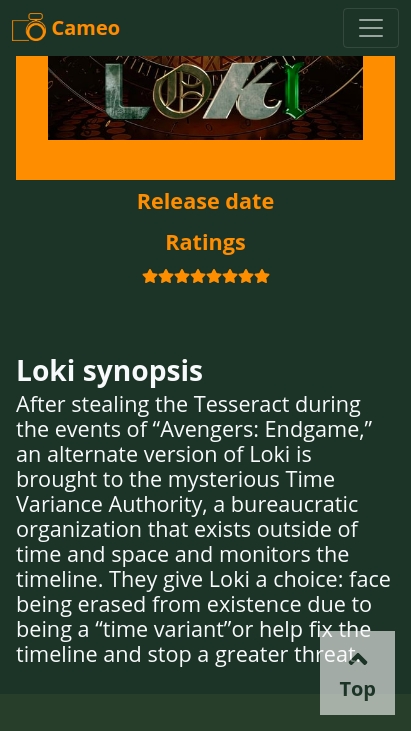 Cameo
LOKI
Release date
Ratings
Loki synopsis
After stealing the Tesseract during
the events of “Avengers: Endgame,”
an alternate version of Loki is
brought to the mysterious Time
Variance Authority, a bureaucratic
organization that exists outside of
time and space and monitors the
timeline. They give Loki a choice: face
being erased from existence due to
being a “time variant”or help fix the
timeline and stop a greater threat.
Top